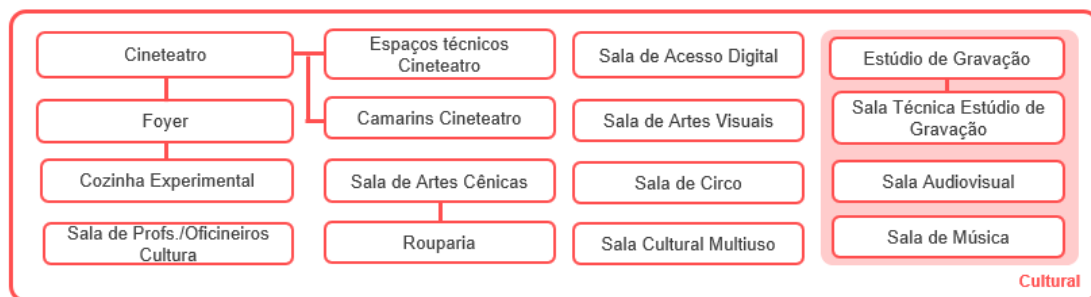 Cineteatro
Foyer
Cozinha Experimental
Sala de Profs./Oficineiros
Cultura
Espaços técnicos
Cineteatro
Camarins Cineteatro
Sala de Artes Cênicas
Rouparia
Sala de Acesso Digital
Sala de Artes Visuais
Sala de Circo
Sala Cultural Multiuso
Estúdio de Gravação
Sala Técnica Estúdio de
Gravação
Sala Audiovisual
Sala de Música
Cultural